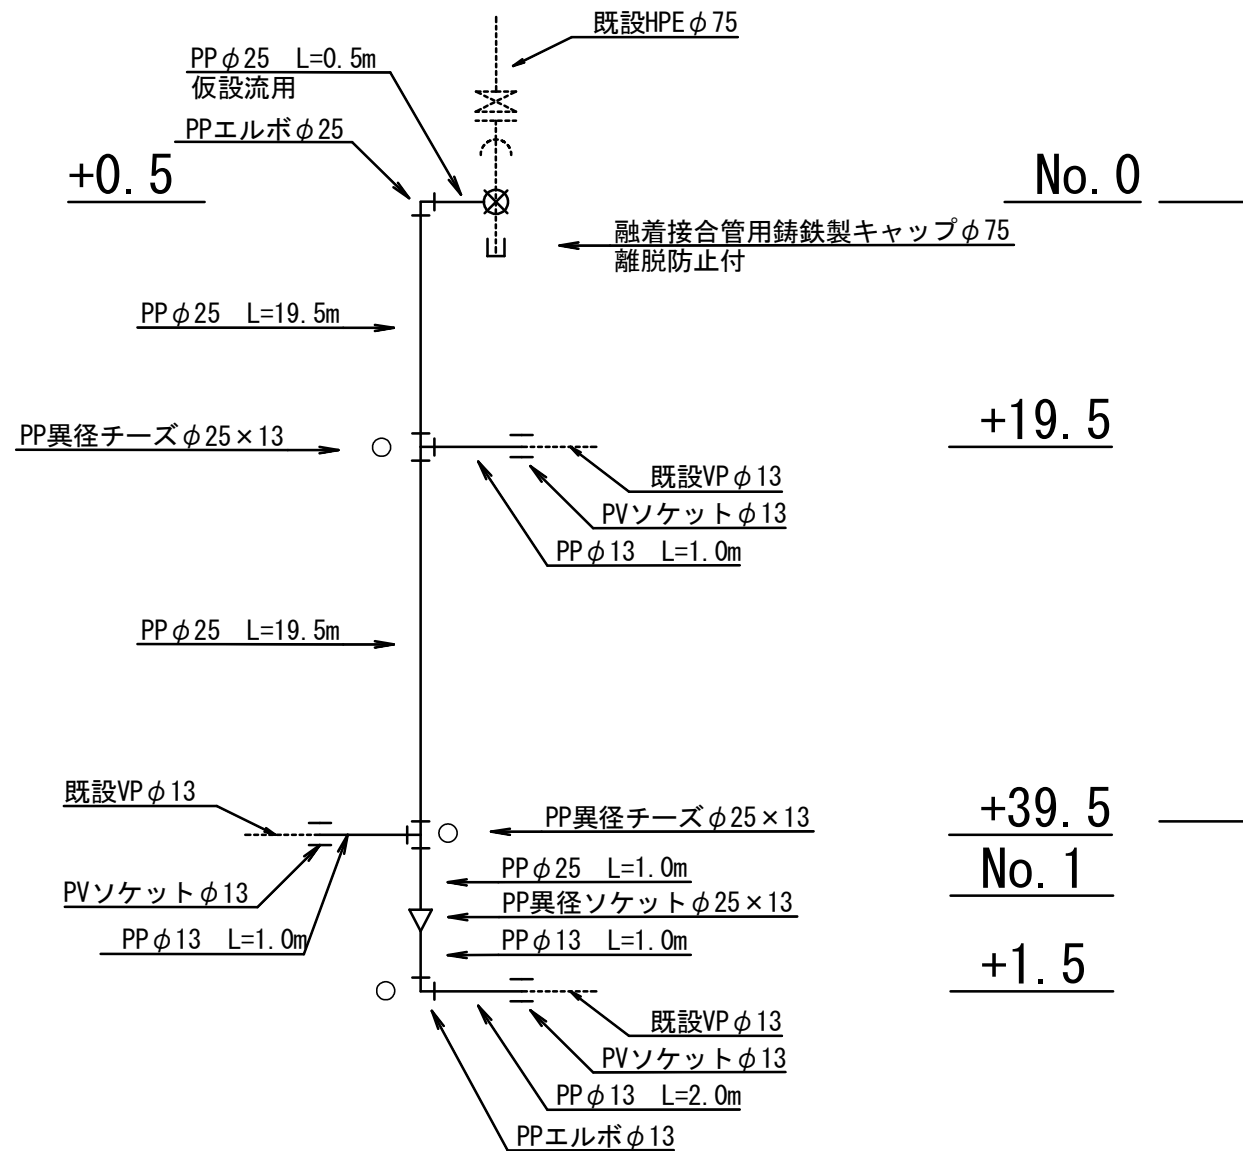 既設HPEφ75
PPφ25 L=0.5m
仮設流用
PPエルボφ25
+0.5
No.0
融着接合管用鋳鉄製キャップφ75
離脱防止付
PPφ25 L=19.5m
+19.5
PP異径チーズφ25×13
既設VPφ13
PVソケットφ13
PPφ13 L=1.0m
PPφ25 L=19.5m
既設VPφ13
PP異径チーズφ25×13
+39.5
PPφ25 L=1.0m
No.1
PVソケットφ13
PP異径ソケットφ25×13
PPφ13 L=1.0m
PPφ13 L=1.0m
+1.5
既設VPφ13
PVソケットφ13
PPφ13 L=2.0m
PPエルボφ13